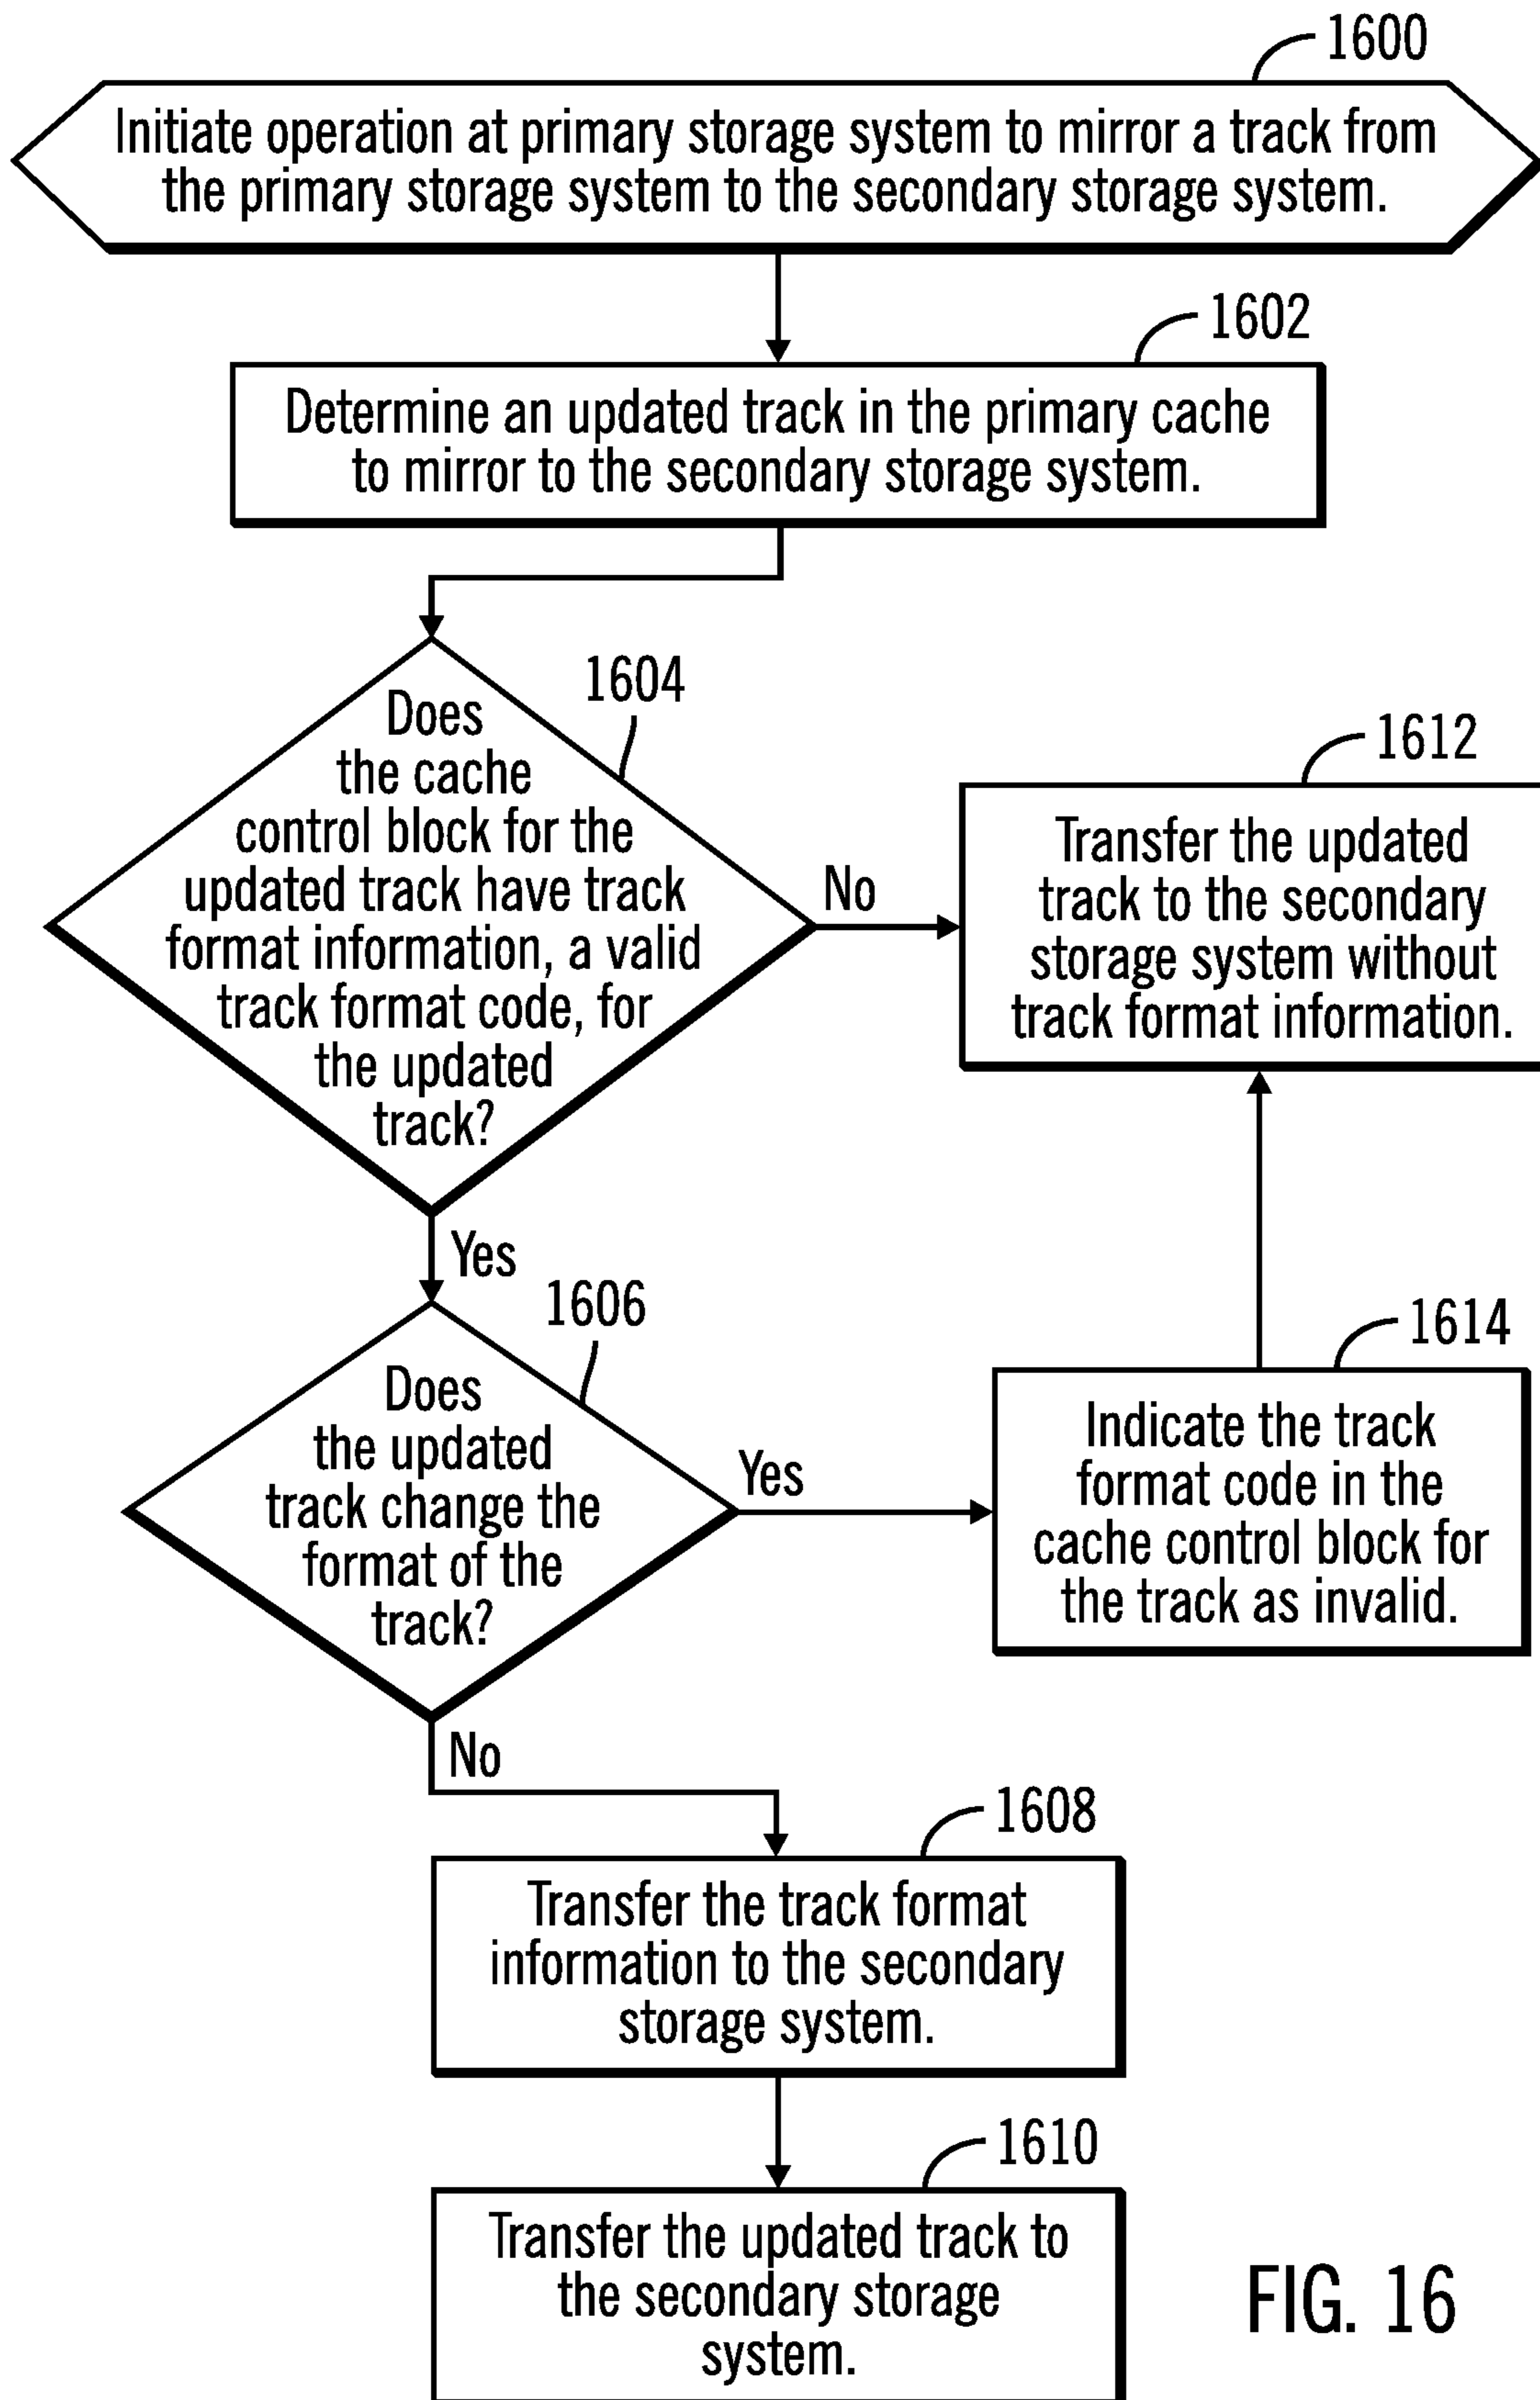 1600
Initiate operation at primary storage system to mirror a track from
the primary storage system to the secondary storage system.
1602
Determine an updated track in the primary cache
to mirror to the secondary storage system.
1604
Does
the cache
control block for the
updated track have track
format information, a valid
track format code, for
the updated
track?
No
1612
Transfer the updated
track to the secondary
storage system without
track format information.
Yes
1606
Does
the updated
track change the
format of the
track?
Yes
1614
Indicate the track
format code in the
cache control block for
the track as invalid.
No
1608
Transfer the track format
information to the secondary
storage system.
1610
Transfer the updated track to
the secondary storage
system.
FIG. 16